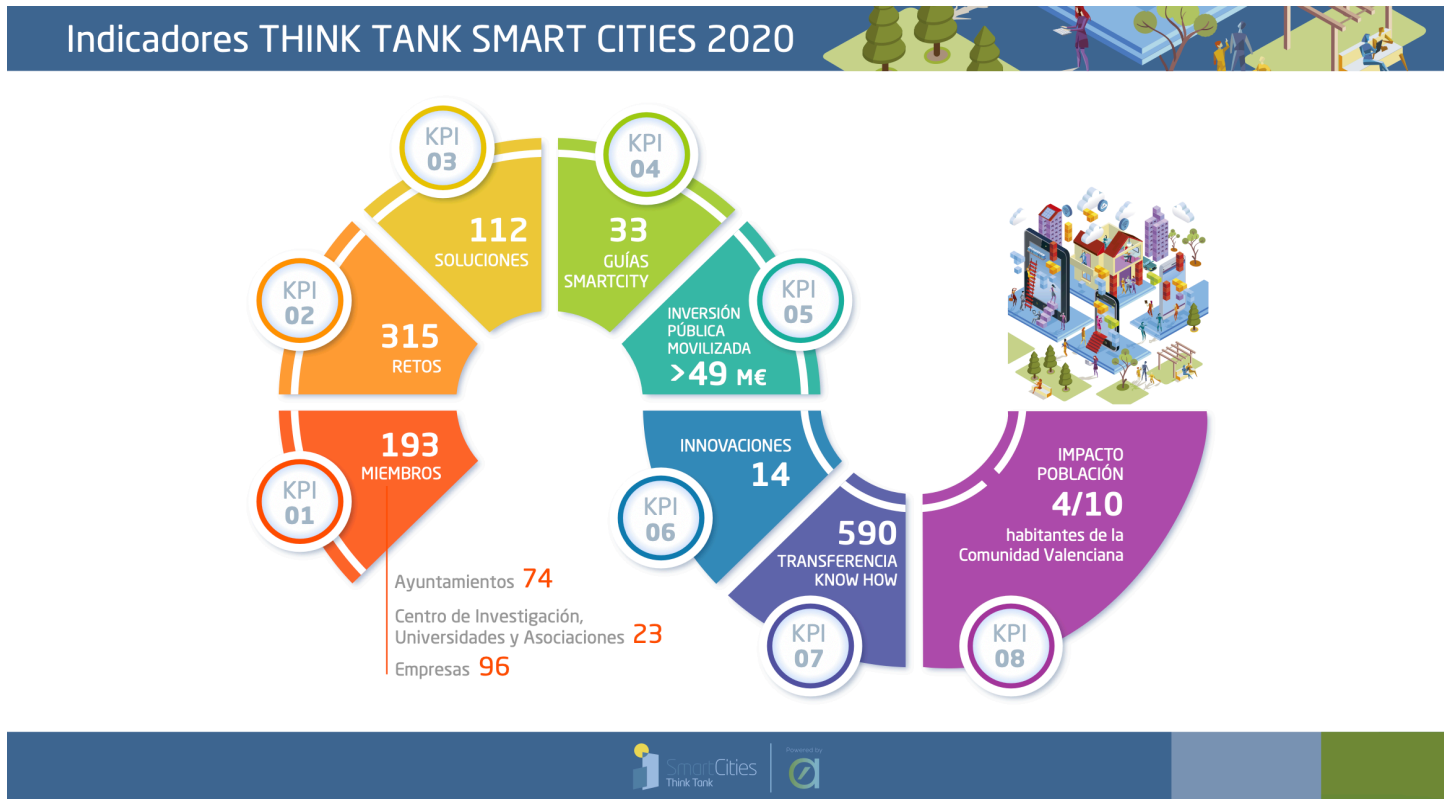 Indicadores THINK TANK SMART CITIES 2020
KPI
01
193
MIEMBROS
Ayuntamientos 74
Centro de Investigación,
Universidades y Asociaciones 23
Empresas 96
KPI
02
315
RETOS
KPI
03
112
SOLUCIONES
KPI
04
33
GUÍAS
SMARTCITY
KPI
05
INVERSIÓN
PÚBLICA
MOVILIZADA
>49 M€
KPI
06
INNOVACIONES
14
KPI
07
590
TRANSFERENCIA
KNOW HOW
KPI
08
IMPACTO
POBLACIÓN
4/10
habitantes de la
Comunidad Valenciana
SmartCities
Think Tank
Powered by